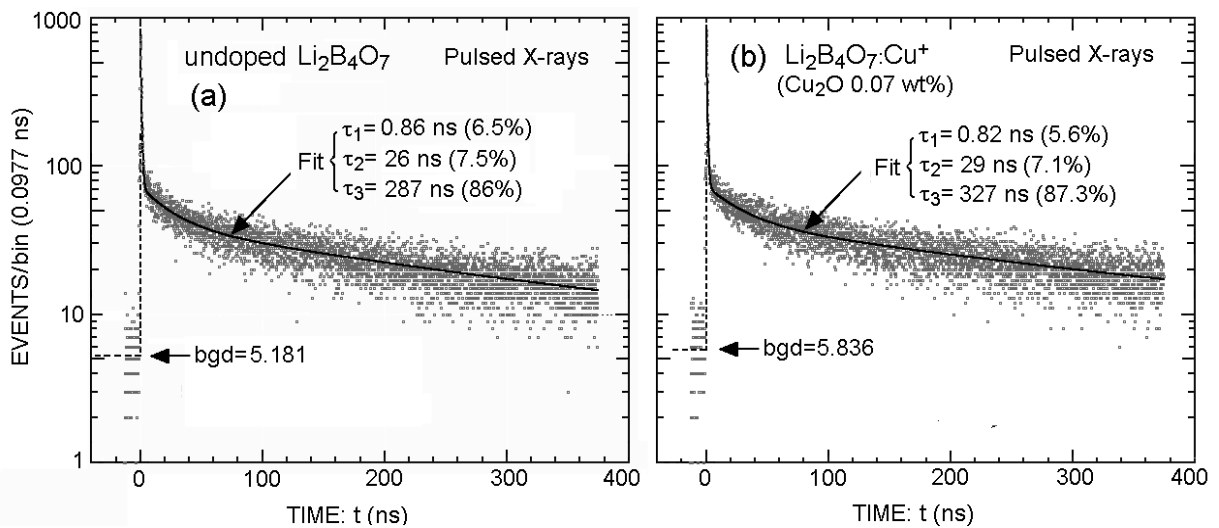 1000
100
10
1
EVENTS/bin (0.0977 ns)
undoped Li₂B₄O₇ Pulsed X-rays
(a)
Fit
τ₁= 0.86 ns (6.5%)
τ₂= 26 ns (7.5%)
τ₃= 287 ns (86%)
bgd=5.181
0 100 200 300 400
TIME: t (ns)
(b) Li₂B₄O₇:Cu⁺ Pulsed X-rays
(Cu₂O 0.07 wt%)
Fit
τ₁= 0.82 ns (5.6%)
τ₂= 29 ns (7.1%)
τ₃= 327 ns (87.3%)
bgd=5.836
0 100 200 300 400
TIME: t (ns)